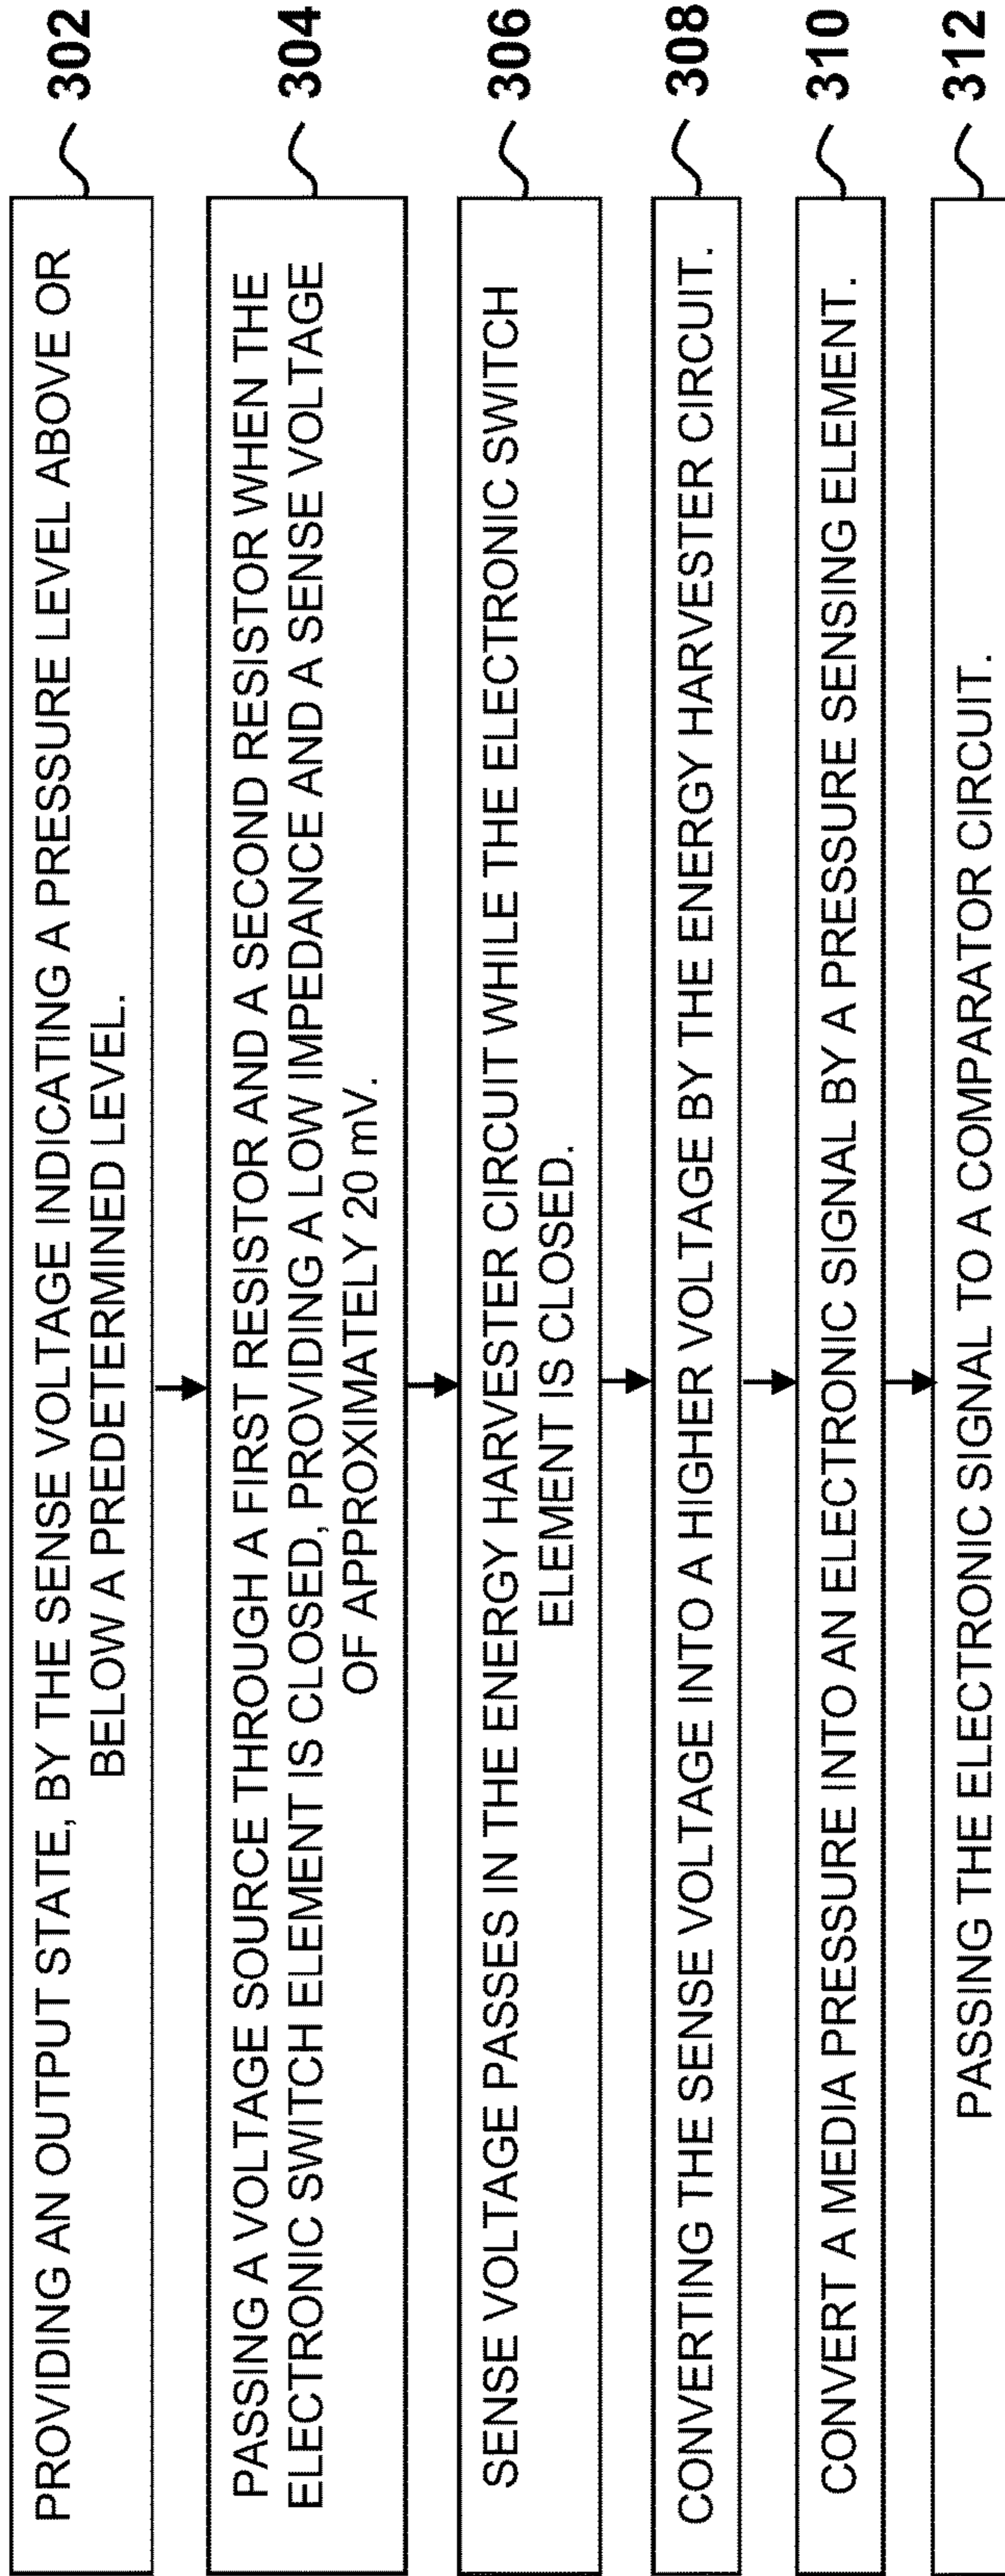 PROVIDING AN OUTPUT STATE, BY THE SENSE VOLTAGE INDICATING A PRESSURE LEVEL ABOVE OR
BELOW A PREDETERMINED LEVEL.
302
PASSING A VOLTAGE SOURCE THROUGH A FIRST RESISTOR AND A SECOND RESISTOR WHEN THE
ELECTRONIC SWITCH ELEMENT IS CLOSED, PROVIDING A LOW IMPEDANCE AND A SENSE VOLTAGE
OF APPROXIMATELY 20 mV.
304
SENSE VOLTAGE PASSES IN THE ENERGY HARVESTER CIRCUIT WHILE THE ELECTRONIC SWITCH
ELEMENT IS CLOSED.
306
CONVERTING THE SENSE VOLTAGE INTO A HIGHER VOLTAGE BY THE ENERGY HARVESTER CIRCUIT.
308
CONVERT A MEDIA PRESSURE INTO AN ELECTRONIC SIGNAL BY A PRESSURE SENSING ELEMENT.
310
PASSING THE ELECTRONIC SIGNAL TO A COMPARATOR CIRCUIT.
312